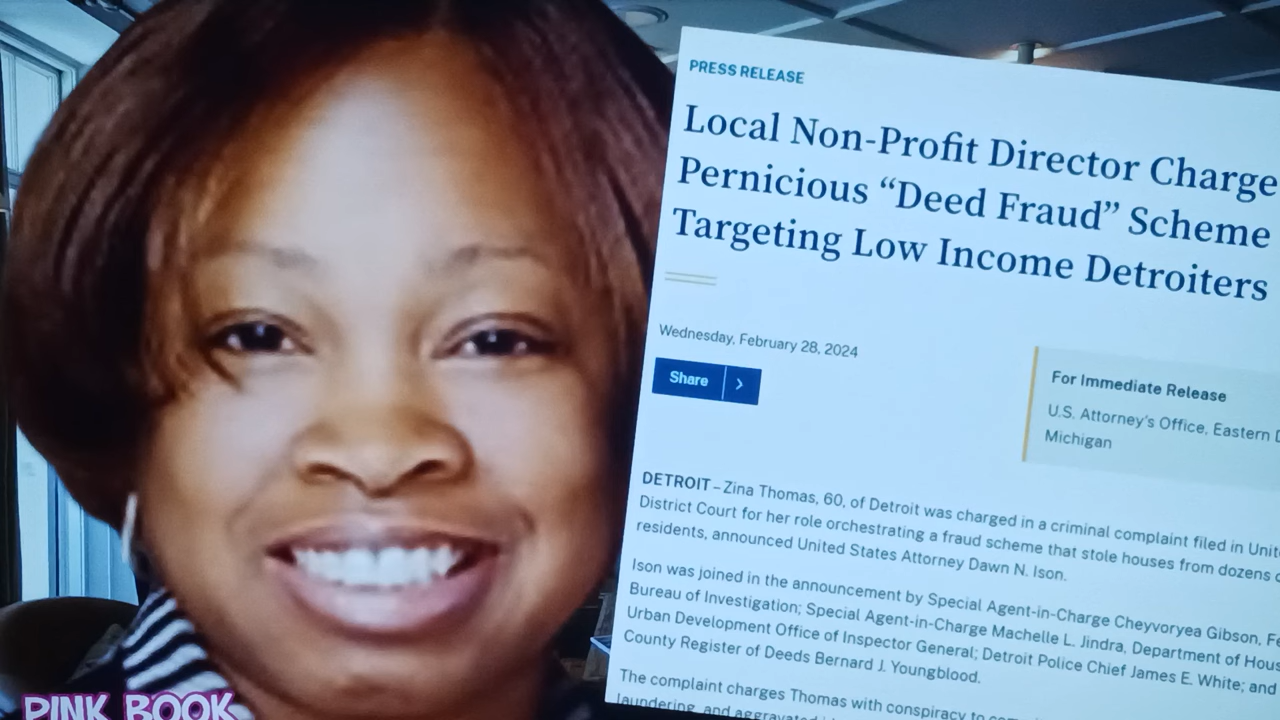 PRESS RELEASE
Local Non-Profit Director Charge
Pernicious “Deed Fraud” Scheme
Targeting Low Income Detroiters
Wednesday, February 28, 2024
Share
For Immediate Release
U.S. Attorney’s Office, Eastern
Michigan
DETROIT – Zina Thomas, 60, of Detroit was charged in a criminal complaint filed in
District Court for her role orchestrating a fraud scheme that stole houses from dozens
residents, announced United States Attorney Dawn N. Ison.
Ison was joined in the announcement by Special Agent-in-Charge Cheyvoryea Gibson,
Bureau of Investigation; Special Agent-in-Charge Machelle L. Jindra, Department of
Urban Development Office of Inspector General; Detroit Police Chief James E. White; and
County Register of Deeds Bernard J. Youngblood.
The complaint charges Thomas with conspiracy to
laundering, and aggravated
PINK BOOK